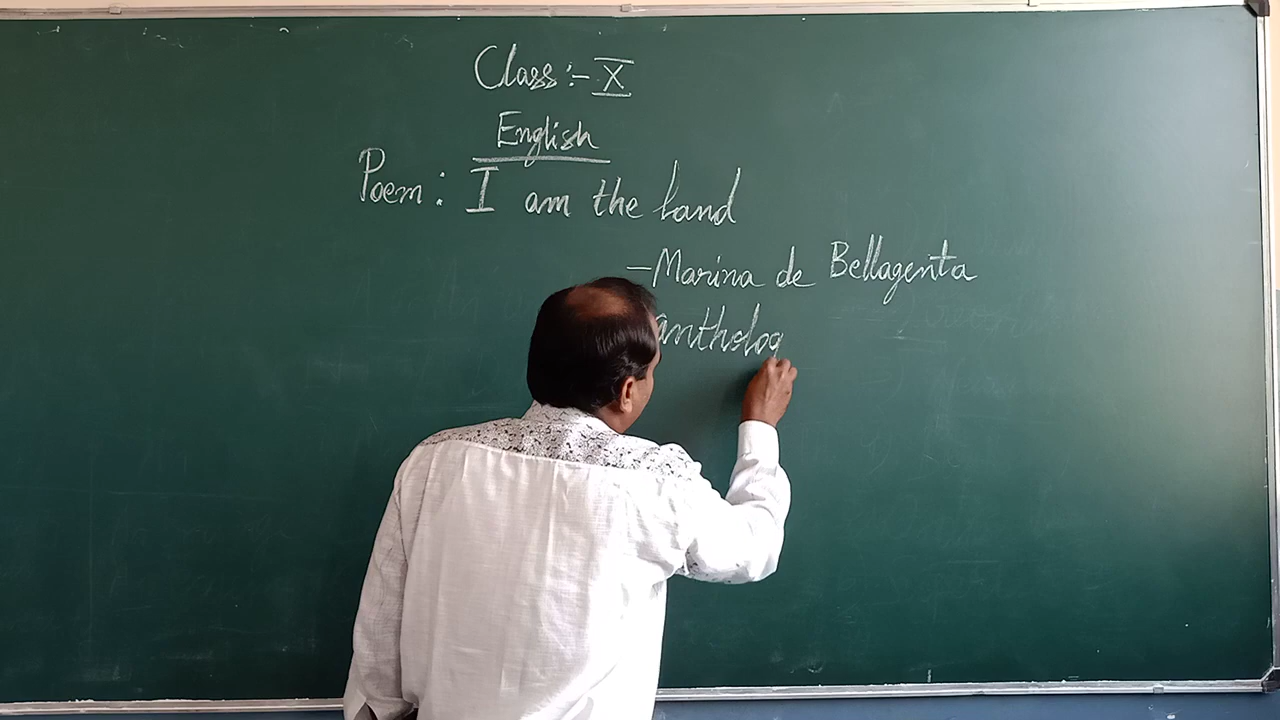 Class:- X
English
Poem: I am the land
- Marina de Bellagenta
antholog